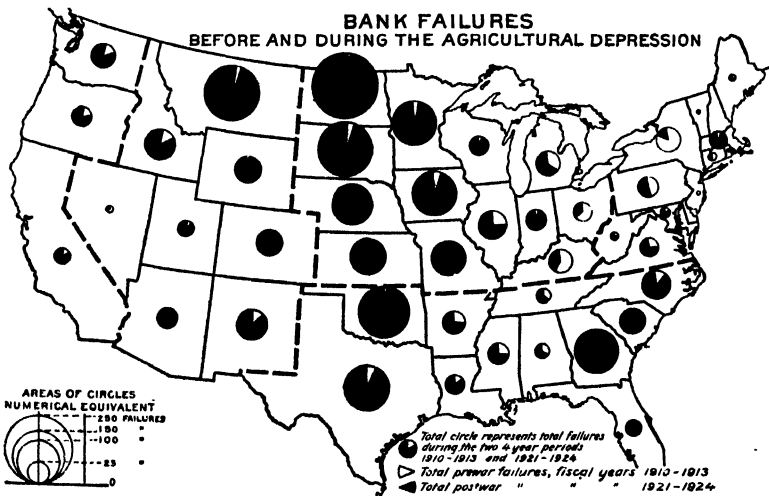 BANK FAILURES
BEFORE AND DURING THE AGRICULTURAL DEPRESSION
AREAS OF CIRCLES
NUMERICAL EQUIVALENT
250 FAILURES
150 "
100 "
25 "
0
Total circle represents total failures
during the two 4 year periods
1910-1913 and 1921-1924
Total prewar failures, fiscal years 1910-1913
Total postwar " " " 1921-1924